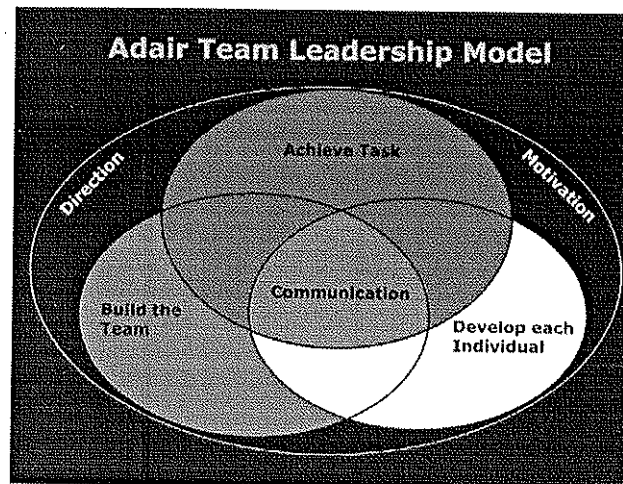 Adair Team Leadership Model
Achieve Task
Direction
Motivation
Communication
Build the
Team
Develop each
Individual